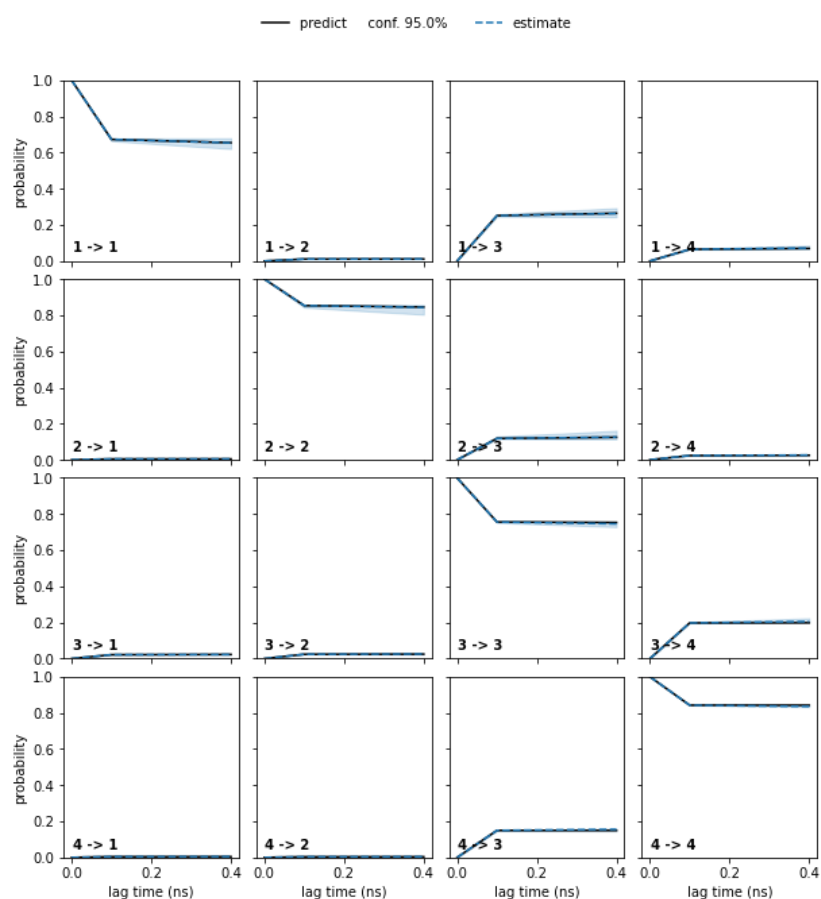 predict conf. 95.0% estimate
1.0
0.8
0.6
0.4
0.2
0.0
probability
1 -> 1
1 -> 2
1 -> 3
1 -> 4
1.0
0.8
0.6
0.4
0.2
0.0
probability
2 -> 1
2 -> 2
2 -> 3
2 -> 4
1.0
0.8
0.6
0.4
0.2
0.0
probability
3 -> 1
3 -> 2
3 -> 3
3 -> 4
1.0
0.8
0.6
0.4
0.2
0.0
probability
4 -> 1
4 -> 2
4 -> 3
4 -> 4
0.0 0.2 0.4 0.0 0.2 0.4 0.0 0.2 0.4 0.0 0.2 0.4
lag time (ns) lag time (ns) lag time (ns) lag time (ns)